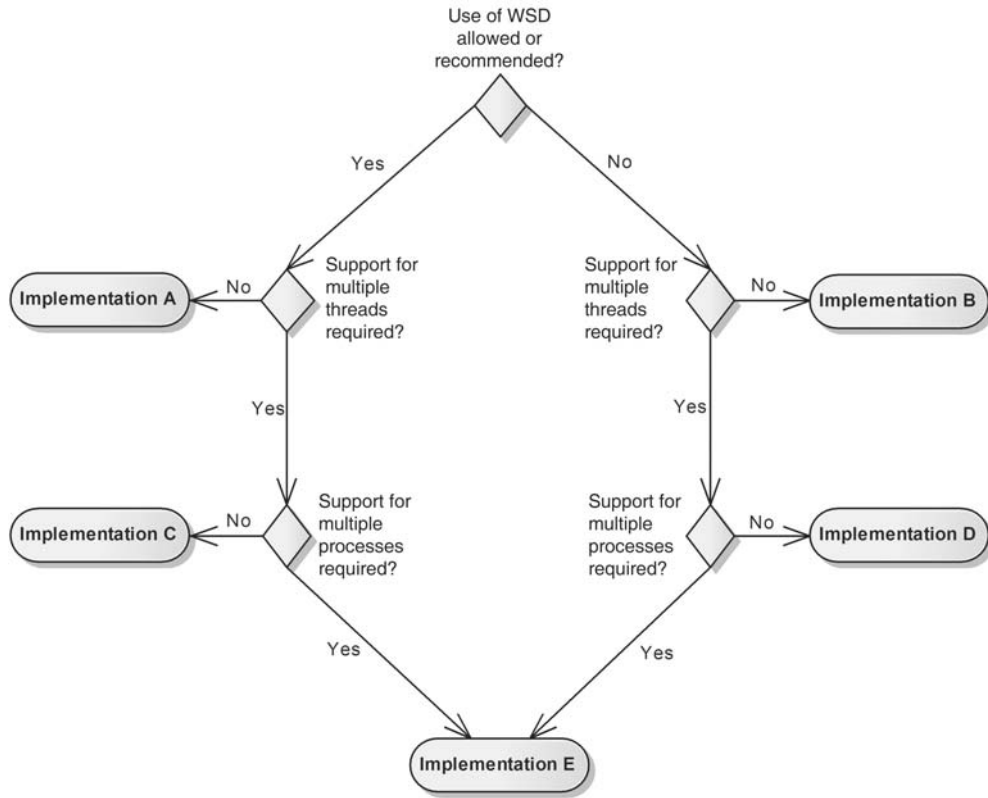 Use of WSD
allowed or
recommended?
Yes
No
Implementation A
No
Support for
multiple
threads
required?
Support for
multiple
threads
required?
No
Implementation B
Yes
Yes
Implementation C
No
Support for
multiple
processes
required?
Support for
multiple
processes
required?
No
Implementation D
Yes
Yes
Implementation E